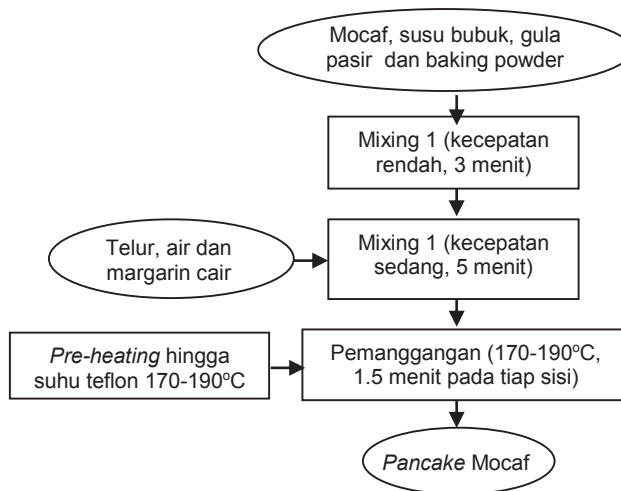 Mocaf, susu bubuk, gula
pasir dan baking powder
Mixing 1 (kecepatan
rendah, 3 menit)
Telur, air dan
margarin cair
Mixing 1 (kecepatan
sedang, 5 menit)
Pre-heating hingga
suhu teflon 170-190ºC
Pemanggangan (170-190ºC,
1.5 menit pada tiap sisi)
Pancake Mocaf